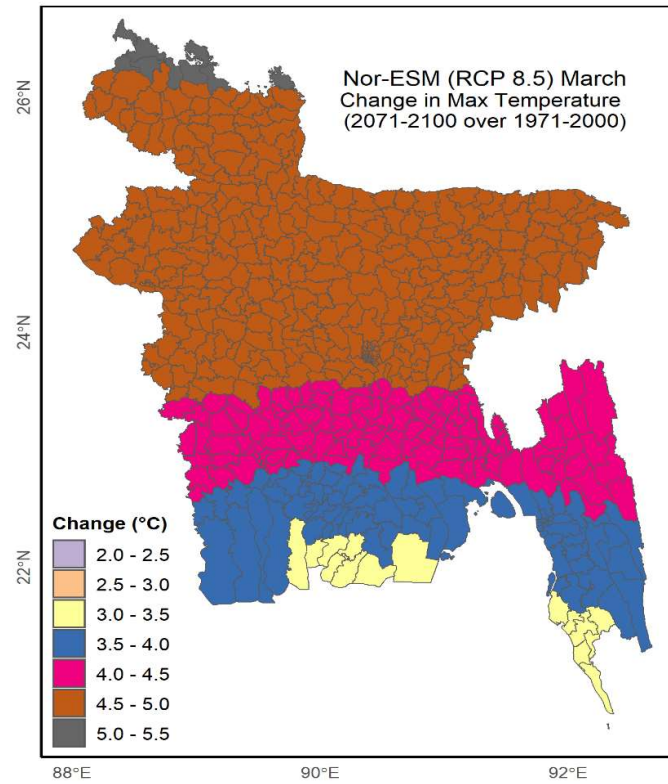 Nor-ESM (RCP 8.5) March
Change in Max Temperature
(2071-2100 over 1971-2000)
26°N
24°N
22°N
Change (°C)
2.0 - 2.5
2.5 - 3.0
3.0 - 3.5
3.5 - 4.0
4.0 - 4.5
4.5 - 5.0
5.0 - 5.5
88°E
90°E
92°E